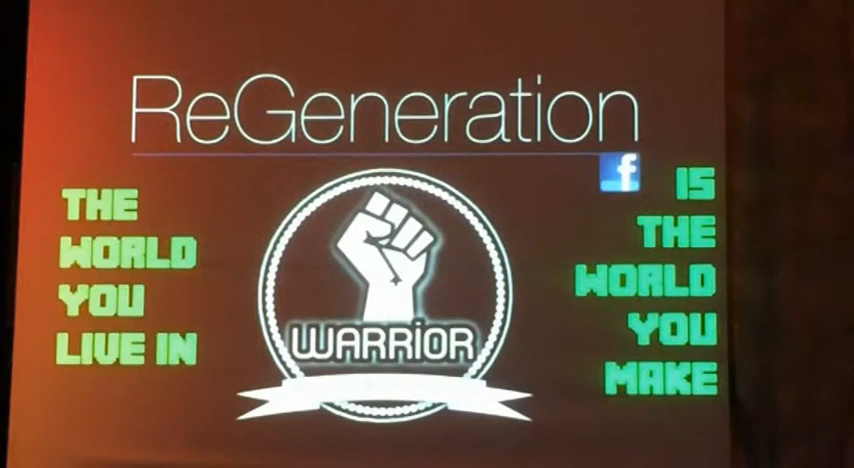 ReGeneration
f
THE
WORLD
YOU
LIVE IN
WARRiOR
IS
THE
WORLD
YOU
MAKE